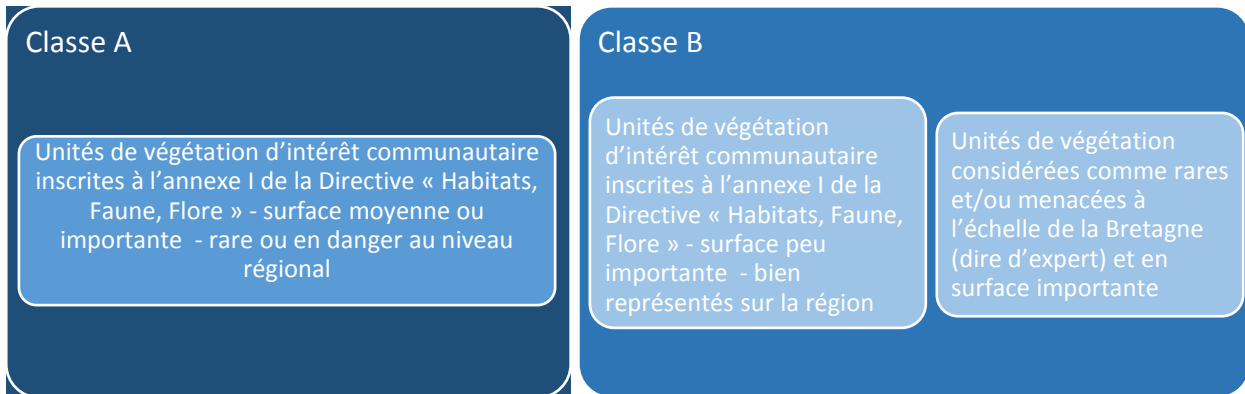 Classe A
Unités de végétation d’intérêt communautaire
inscrites à l’annexe I de la Directive « Habitats,
Faune, Flore » - surface moyenne ou
importante - rare ou en danger au niveau
régional
Classe B
Unités de végétation
d’intérêt communautaire
inscrites à l’annexe I de la
Directive « Habitats, Faune,
Flore » - surface peu
importante - bien
représentés sur la région
Unités de végétation
considérées comme rares
et/ou menacées à
l’échelle de la Bretagne
(dire d’expert) et en
surface importante